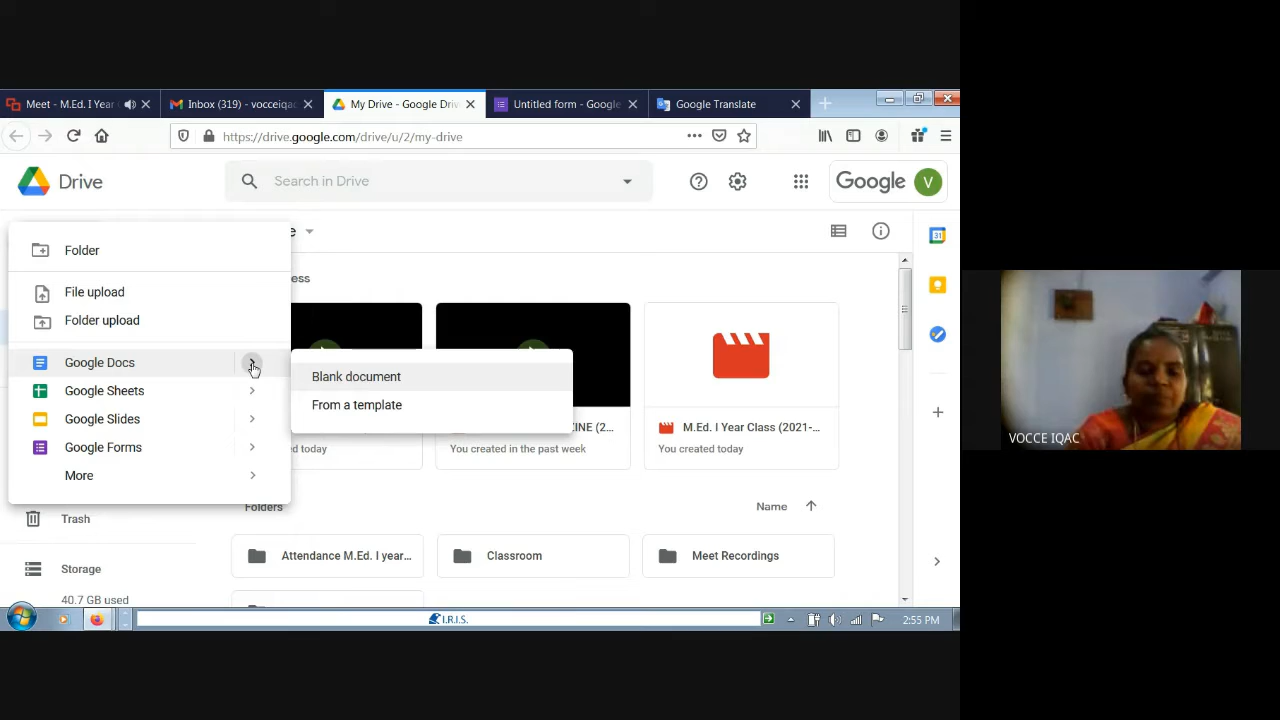 Meet - M.Ed. I Year
Inbox (319) - vocceiqac
My Drive - Google Driv
Untitled form - Google
Google Translate
https://drive.google.com/drive/u/2/my-drive
Drive
Search in Drive
Google
V
Folder
File upload
Folder upload
Google Docs
Google Sheets
Google Slides
Google Forms
More
Blank document
From a template
INE (2...
M.Ed. I Year Class (2021-...
d today
You created in the past week
You created today
Trash
Folders
Name
Attendance M.Ed. I year...
Classroom
Meet Recordings
Storage
40.7 GB used
I.R.I.S.
2:55 PM
VOCCE IQAC